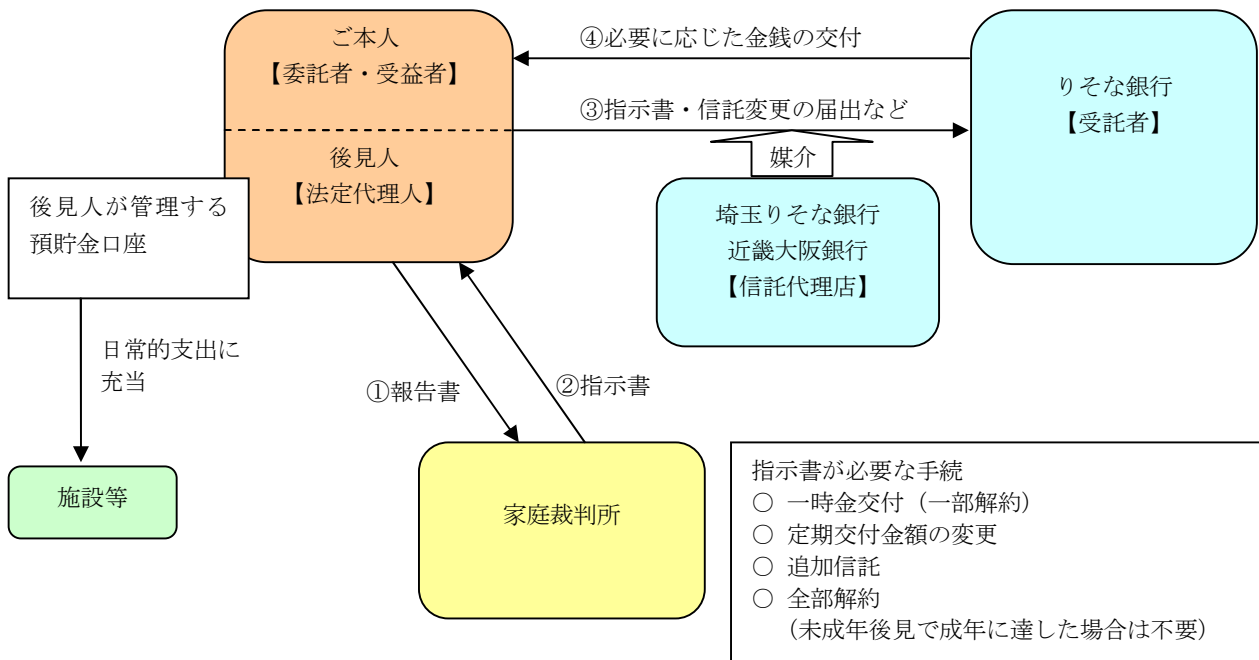 ご本人
【委託者・受益者】
④必要に応じた金銭の交付
りそな銀行
【受託者】
③指示書・信託変更の届出など
後見人
【法定代理人】
媒介
後見人が管理する
預貯金口座
埼玉りそな銀行
近畿大阪銀行
【信託代理店】
日常的支出に
充当
①報告書
②指示書
施設等
家庭裁判所
指示書が必要な手続
○ 一時金交付（一部解約）
○ 定期交付金額の変更
○ 追加信託
○ 全部解約
（未成年後見で成年に達した場合は不要）